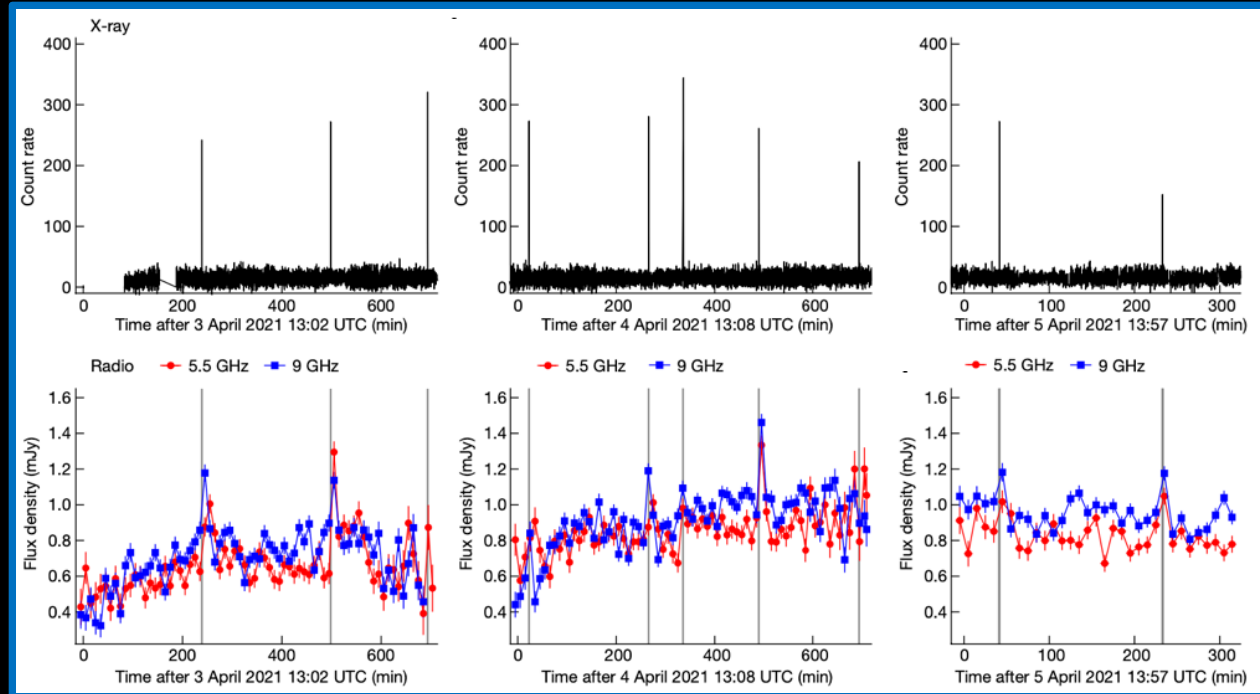 X-ray
400
300
200
100
0
Count rate
0 200 400 600
Time after 3 April 2021 13:02 UTC (min)
400
300
200
100
0
Count rate
0 200 400 600
Time after 4 April 2021 13:08 UTC (min)
400
300
200
100
0
Count rate
0 100 200 300
Time after 5 April 2021 13:57 UTC (min)
Radio 5.5 GHz 9 GHz
1.6
1.4
1.2
1.0
0.8
0.6
0.4
Flux density (mJy)
0 200 400 600
Time after 3 April 2021 13:02 UTC (min)
5.5 GHz 9 GHz
1.6
1.4
1.2
1.0
0.8
0.6
0.4
Flux density (mJy)
0 200 400 600
Time after 4 April 2021 13:08 UTC (min)
5.5 GHz 9 GHz
1.6
1.4
1.2
1.0
0.8
0.6
0.4
Flux density (mJy)
0 100 200 300
Time after 5 April 2021 13:57 UTC (min)